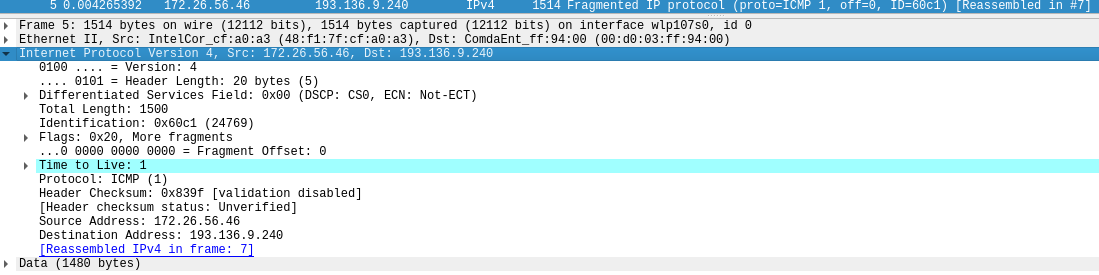 5 0.004265392 172.26.56.46 193.136.9.240 IPv4 1514 Fragmented IP protocol (proto=ICMP 1, off=0, ID=60c1) [Reassembled in #7]
Frame 5: 1514 bytes on wire (12112 bits), 1514 bytes captured (12112 bits) on interface wlp107s0, id 0
Ethernet II, Src: IntelCor_cf:a0:a3 (48:f1:7f:cf:a0:a3), Dst: ComdaEnt_ff:94:00 (00:d0:03:ff:94:00)
Internet Protocol Version 4, Src: 172.26.56.46, Dst: 193.136.9.240
0100 .... = Version: 4
.... 0101 = Header Length: 20 bytes (5)
Differentiated Services Field: 0x00 (DSCP: CS0, ECN: Not-ECT)
Total Length: 1500
Identification: 0x60c1 (24769)
Flags: 0x20, More fragments
...0 0000 0000 0000 = Fragment Offset: 0
Time to Live: 1
Protocol: ICMP (1)
Header Checksum: 0x839f [validation disabled]
[Header checksum status: Unverified]
Source Address: 172.26.56.46
Destination Address: 193.136.9.240
[Reassembled IPv4 in frame: 7]
Data (1480 bytes)